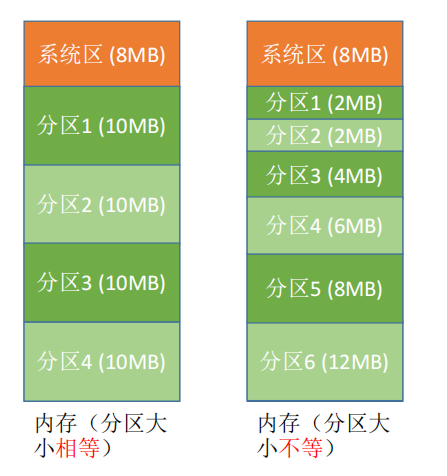 系统区 (8MB)
分区1 (10MB)
分区2 (10MB)
分区3 (10MB)
分区4 (10MB)
内存（分区大
小相等）
系统区 (8MB)
分区1 (2MB)
分区2 (2MB)
分区3 (4MB)
分区4 (6MB)
分区5 (8MB)
分区6 (12MB)
内存（分区大
小不等）